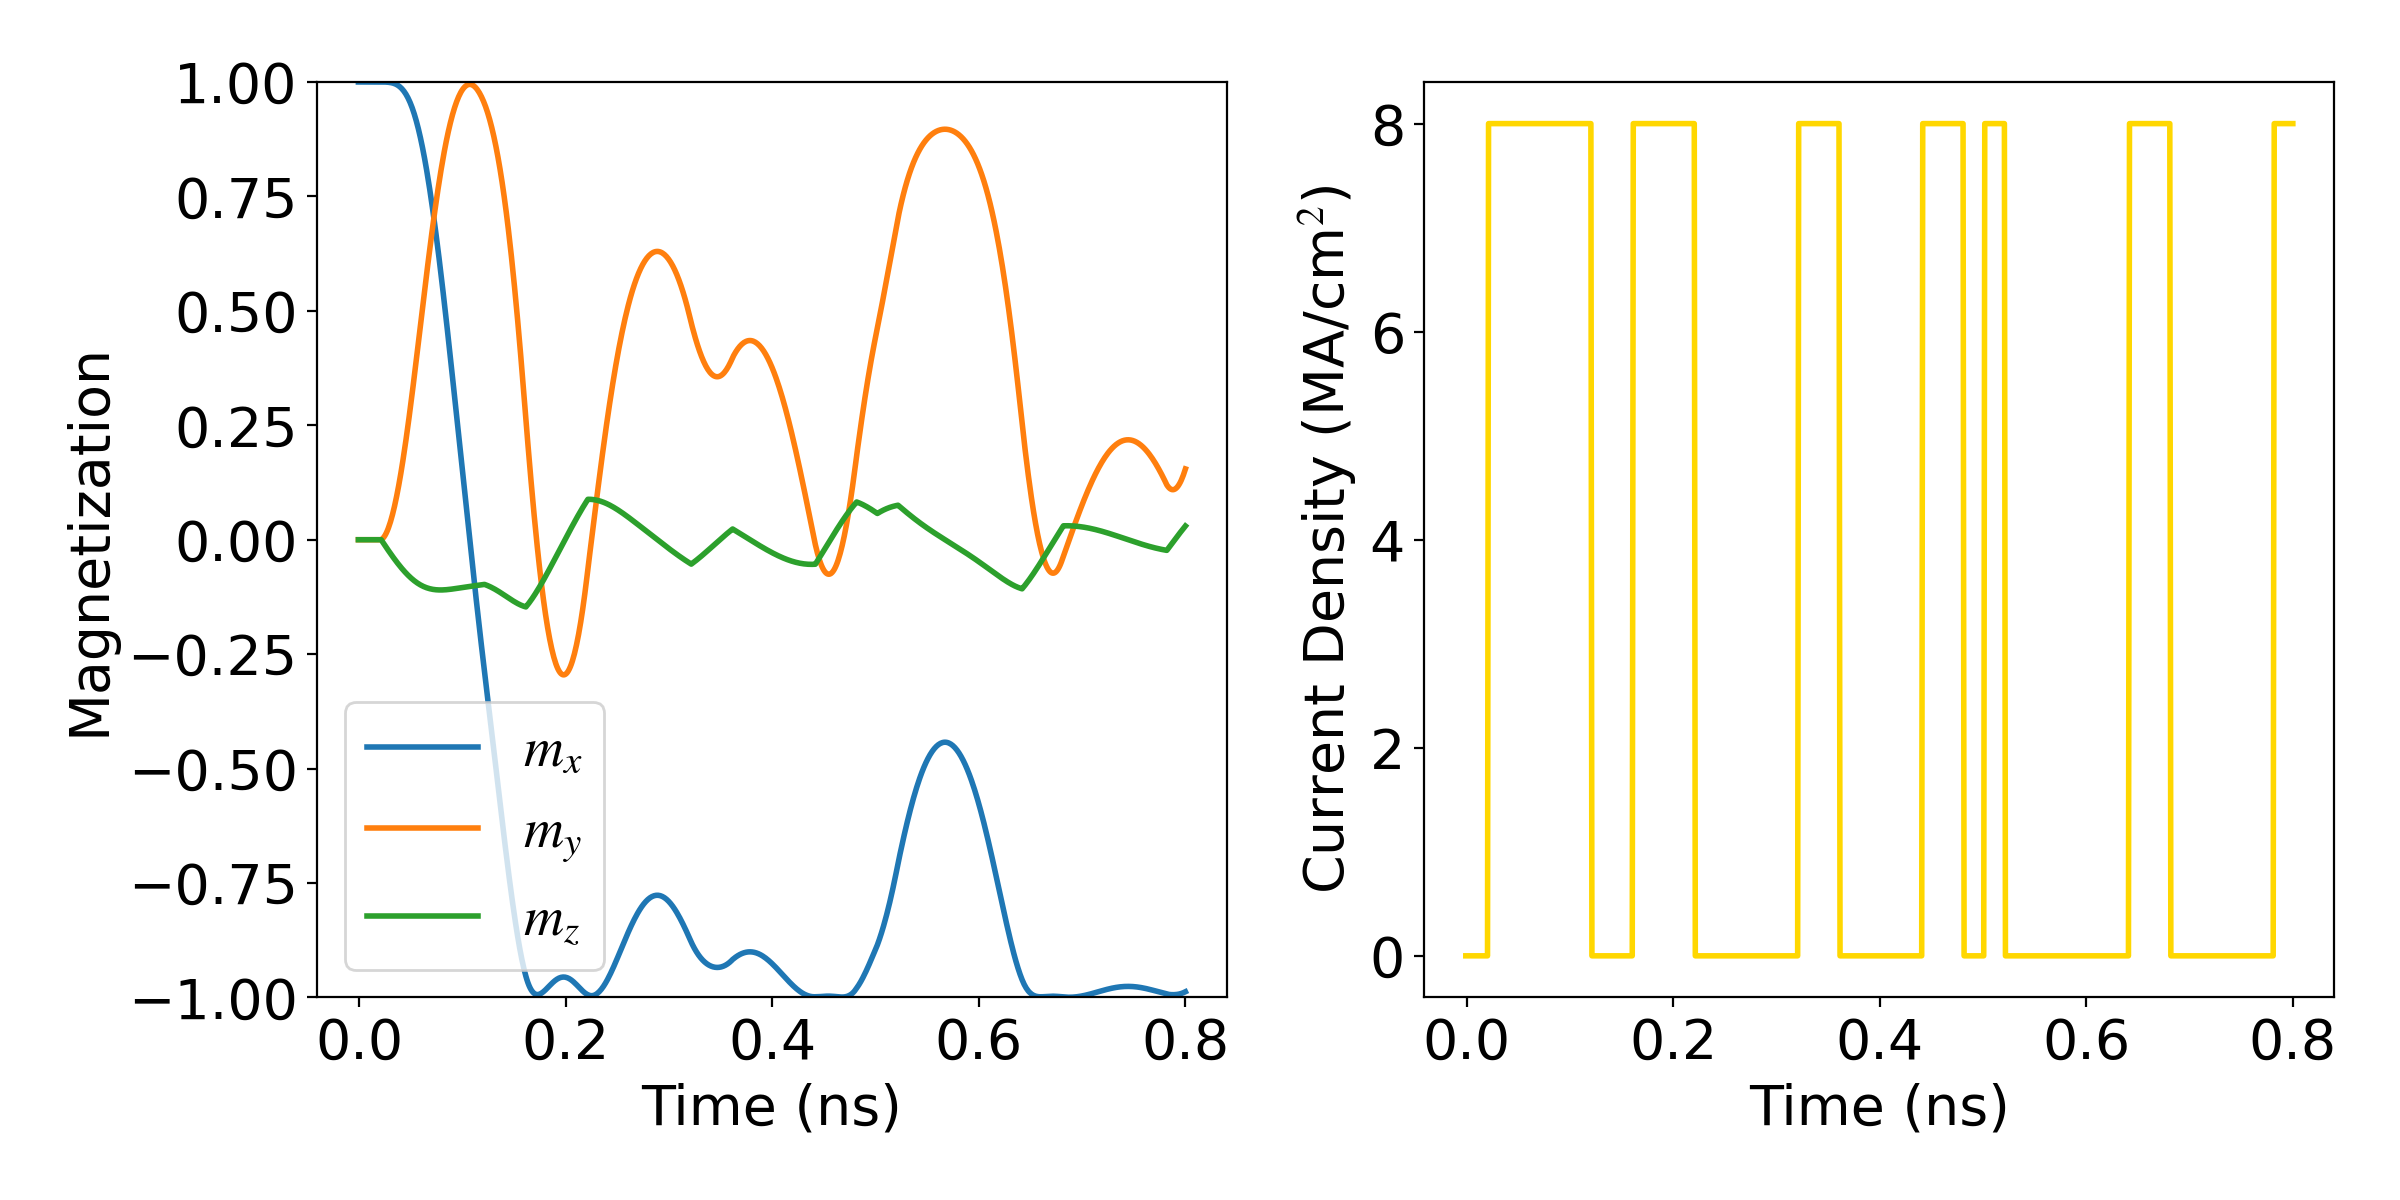 Magnetization
1.00
0.75
0.50
0.25
0.00
−0.25
−0.50
−0.75
−1.00
m_x
m_y
m_z
0.0 0.2 0.4 0.6 0.8
Time (ns)
Current Density (MA/cm²)
8
6
4
2
0
0.0 0.2 0.4 0.6 0.8
Time (ns)